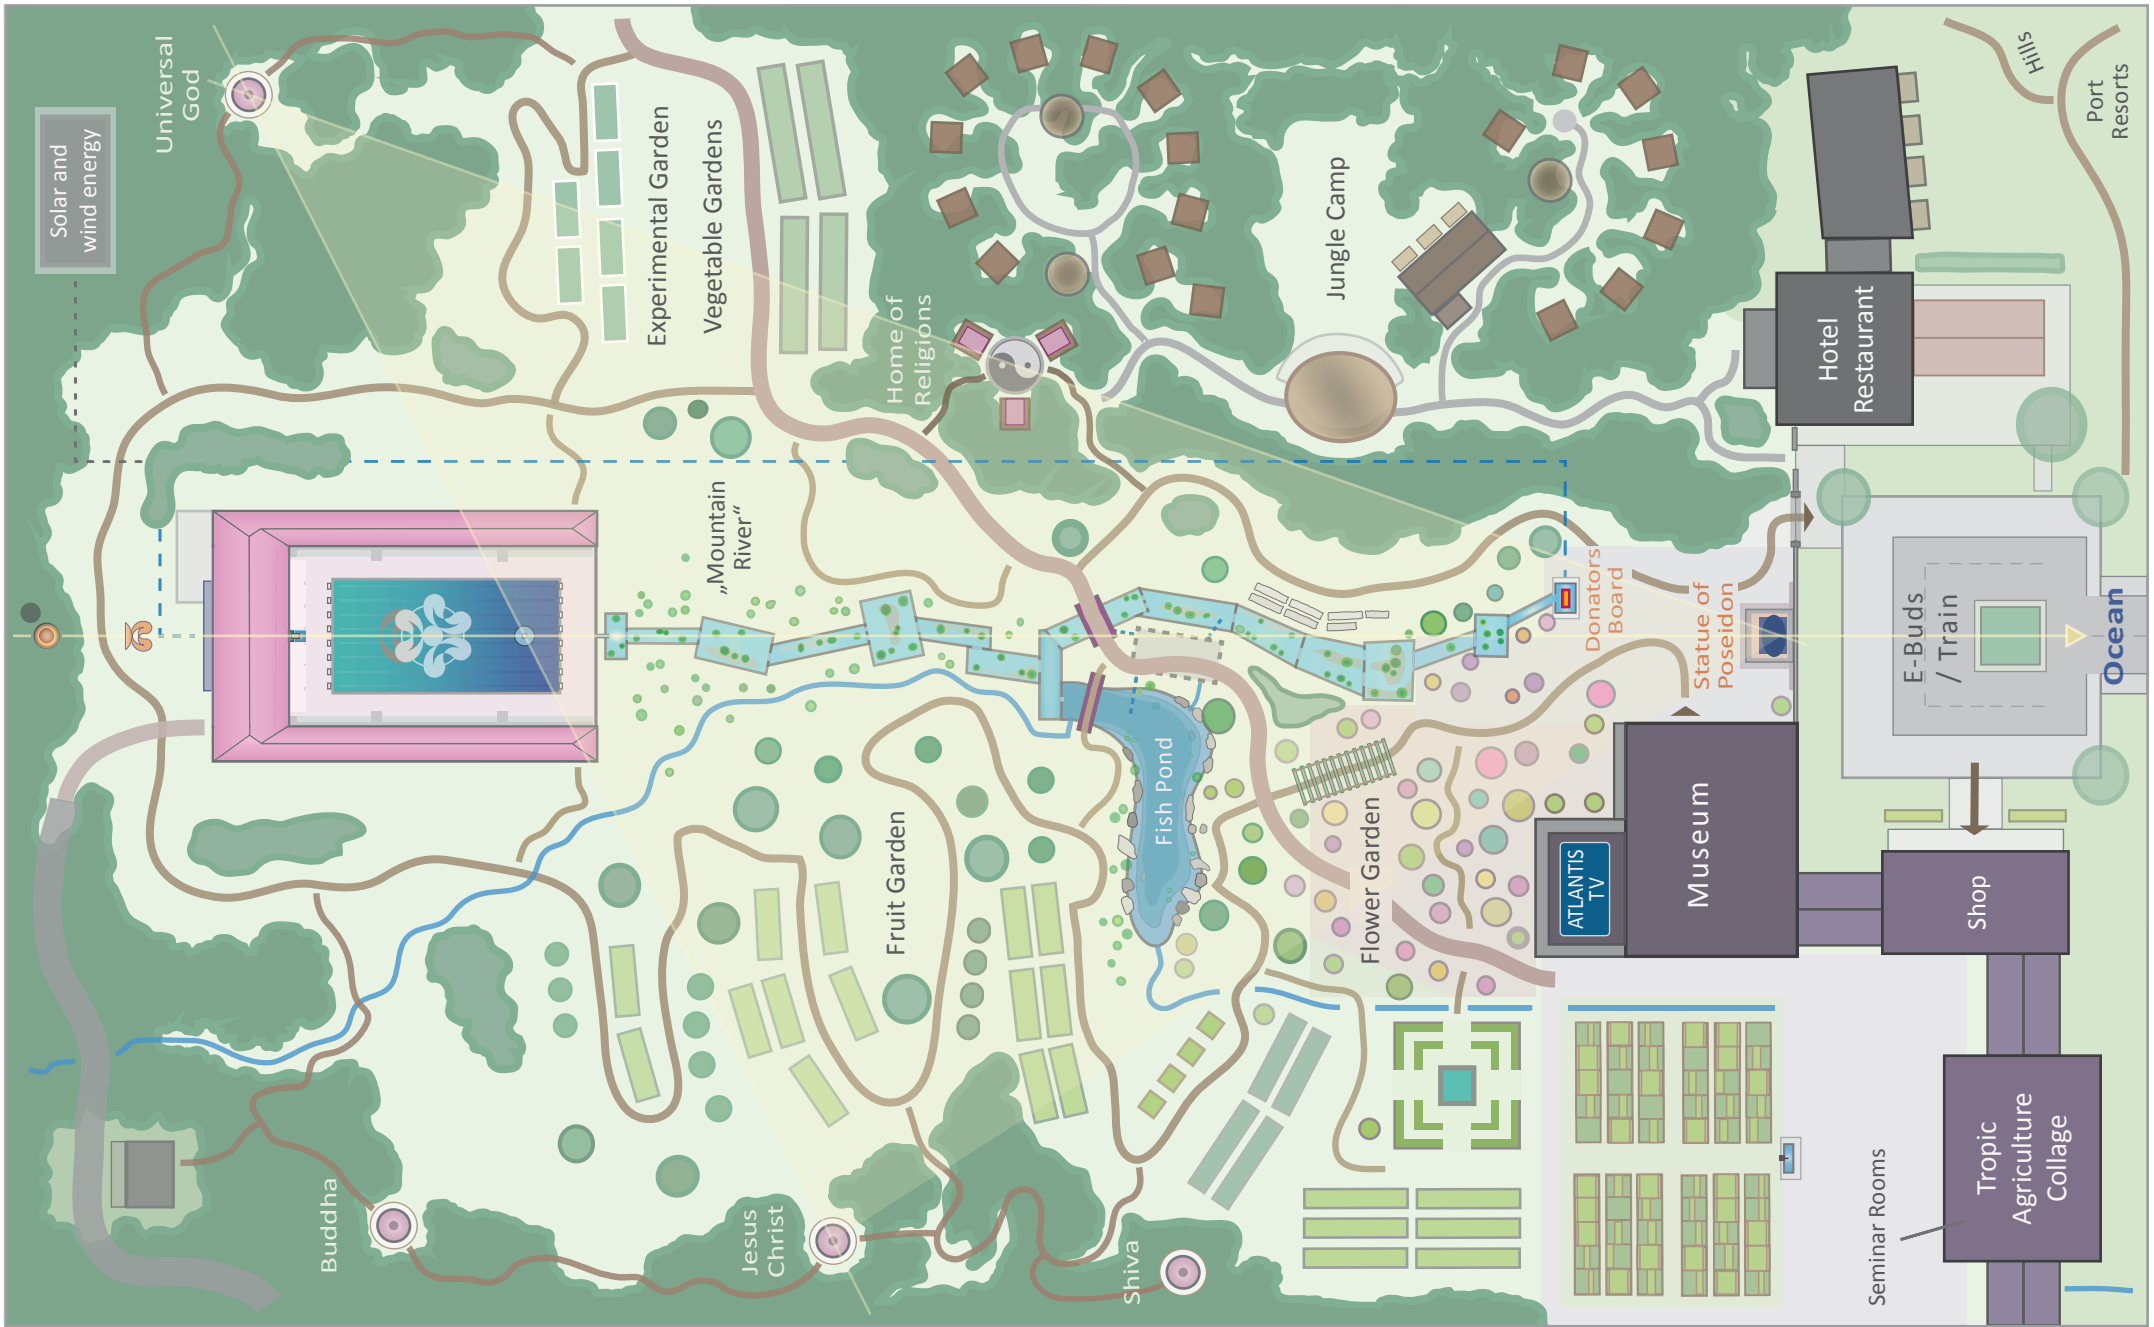 Solar and
wind energy
Universal
God
Experimental Garden
Vegetable Gardens
Home of
Religions
Jungle Camp
Hotel
Restaurant
Hills
Port
Resorts
„Mountain
River“
Donators
Board
Statue of
Poseidon
E-Buds
/ Train
Ocean
Fish Pond
Fruit Garden
Flower Garden
ATLANTIS
TV
Museum
Shop
Buddha
Jesus
Christ
Shiva
Seminar Rooms
Tropic
Agriculture
Collage